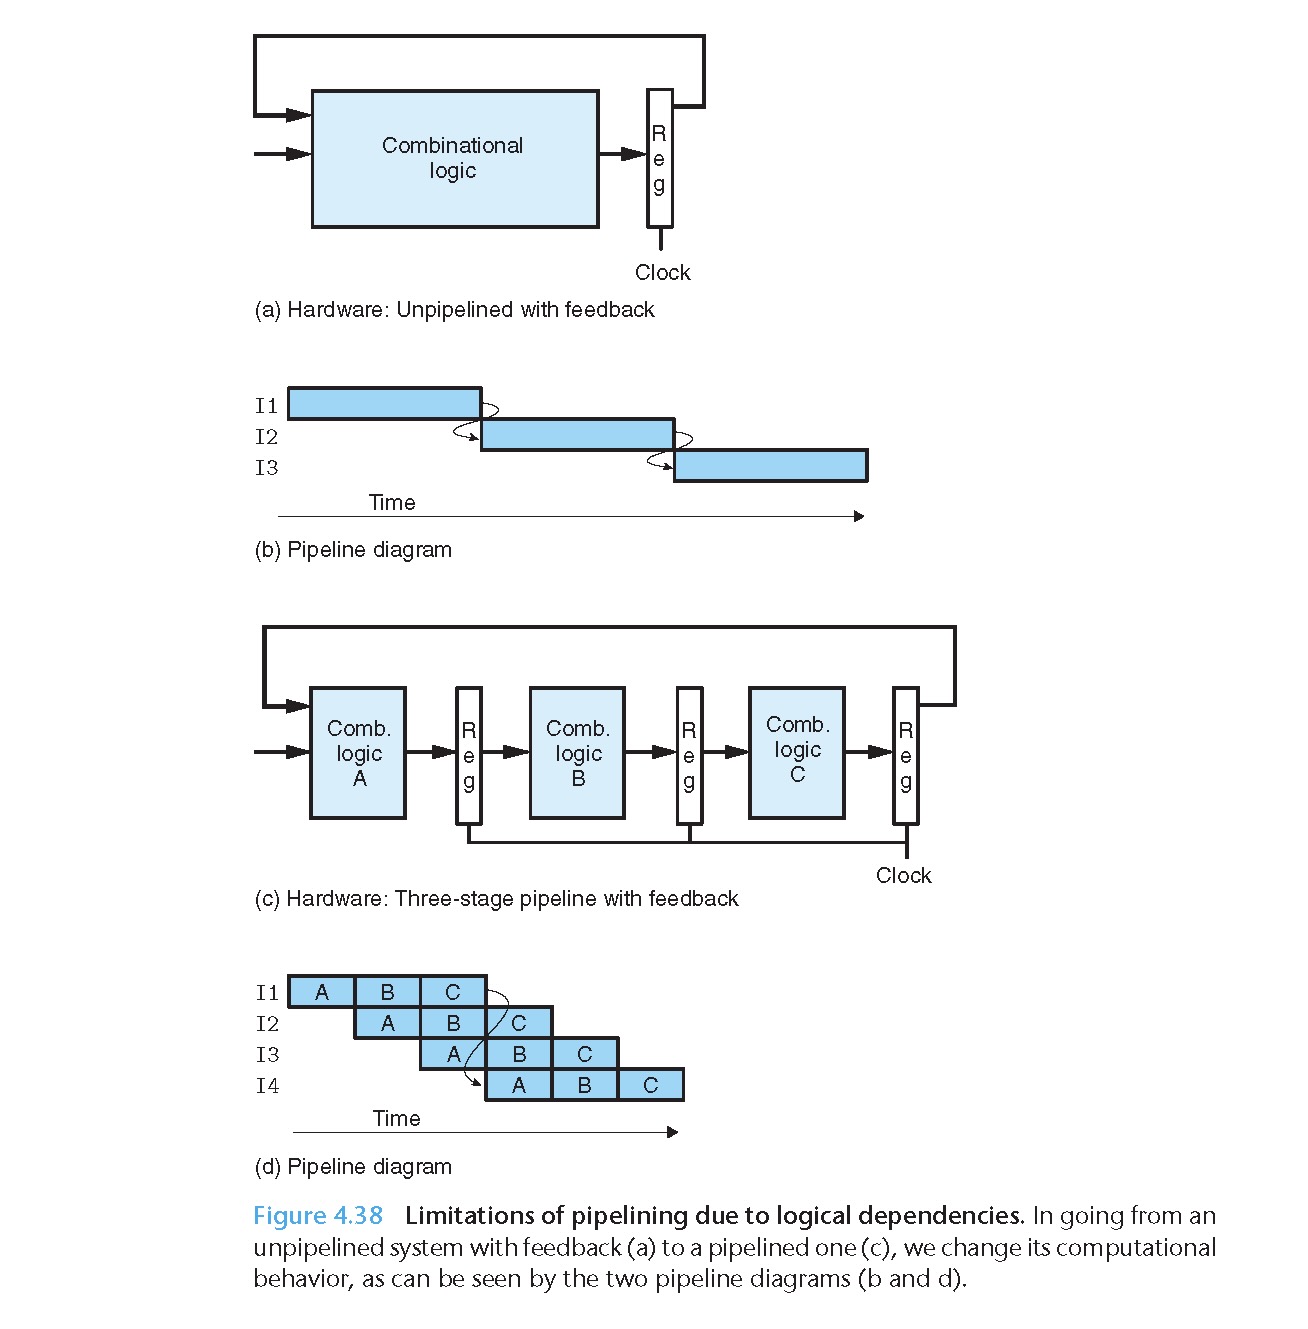 Combinational
logic
R
e
g
Clock
(a) Hardware: Unpipelined with feedback
I1
I2
I3
Time
(b) Pipeline diagram
Comb.
logic
A
R
e
g
Comb.
logic
B
R
e
g
Comb.
logic
C
R
e
g
Clock
(c) Hardware: Three-stage pipeline with feedback
I1 A B C
I2 A B C
I3 A B C
I4 A B C
Time
(d) Pipeline diagram
Figure 4.38 Limitations of pipelining due to logical dependencies. In going from an
unpipelined system with feedback (a) to a pipelined one (c), we change its computational
behavior, as can be seen by the two pipeline diagrams (b and d).